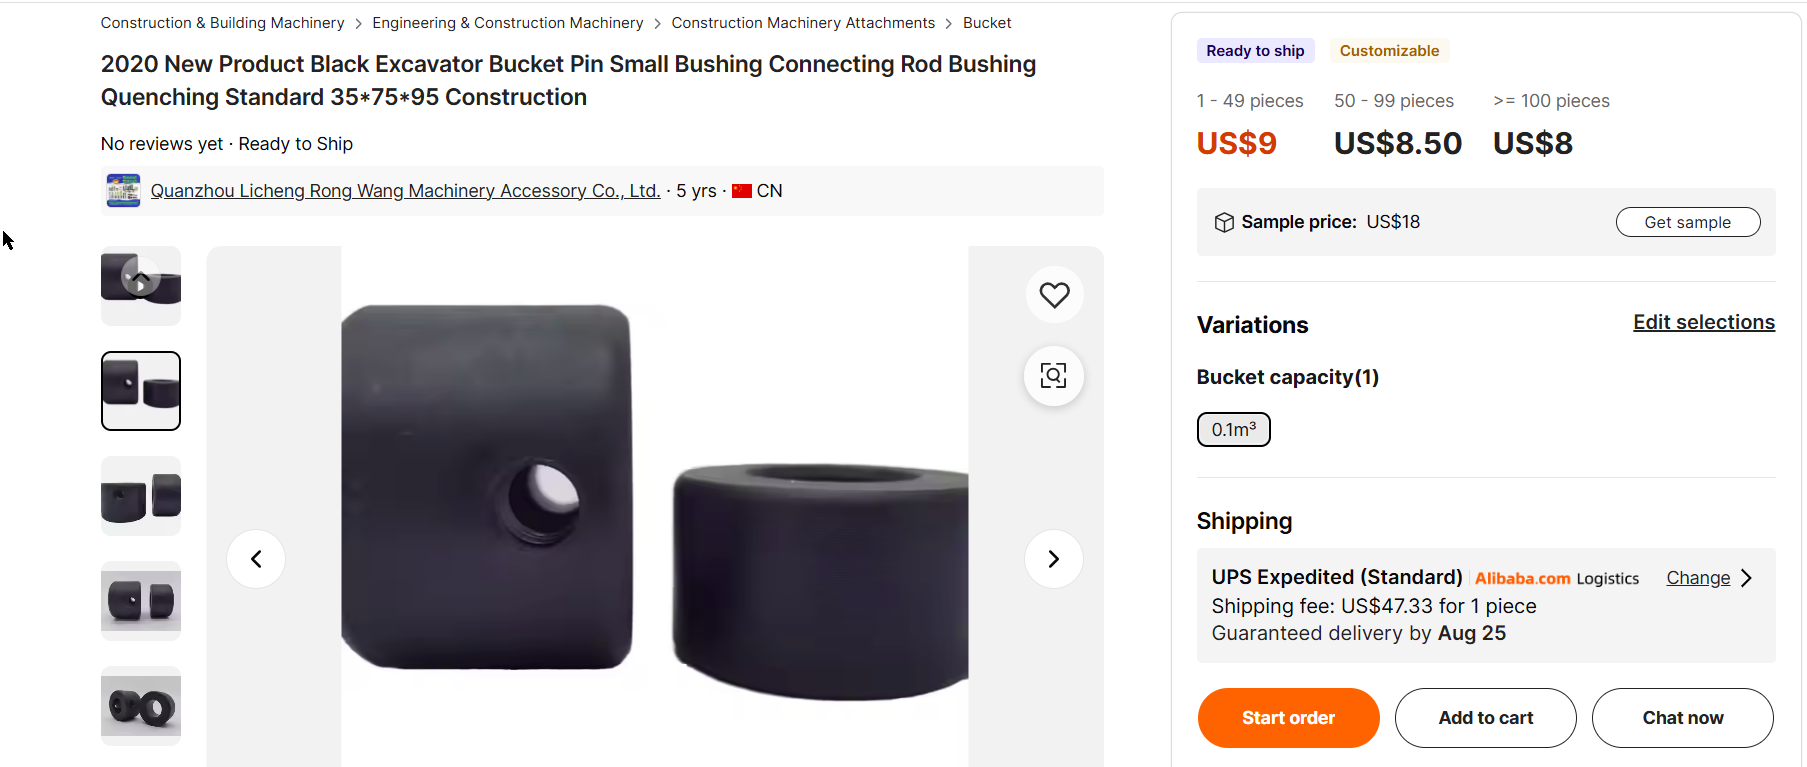 Construction & Building Machinery > Engineering & Construction Machinery > Construction Machinery Attachments > Bucket
2020 New Product Black Excavator Bucket Pin Small Bushing Connecting Rod Bushing
Quenching Standard 35*75*95 Construction
No reviews yet · Ready to Ship
Quanzhou Licheng Rong Wang Machinery Accessory Co., Ltd. · 5 yrs · CN
Ready to ship Customizable
1 - 49 pieces 50 - 99 pieces >= 100 pieces
US$9 US$8.50 US$8
Sample price: US$18 Get sample
Variations Edit selections
Bucket capacity(1)
0.1m³
Shipping
UPS Expedited (Standard) Alibaba.com Logistics Change
Shipping fee: US$47.33 for 1 piece
Guaranteed delivery by Aug 25
Start order Add to cart Chat now